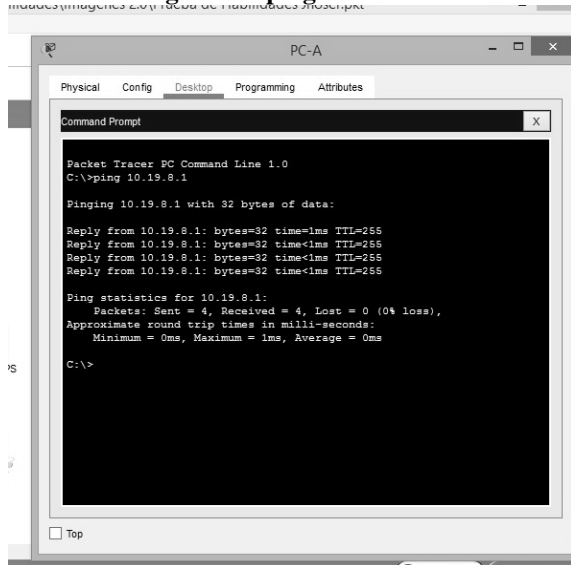 PC-A
Physical Config Desktop Programming Attributes
Command Prompt
X
Packet Tracer PC Command Line 1.0
C:\>ping 10.19.8.1
Pinging 10.19.8.1 with 32 bytes of data:
Reply from 10.19.8.1: bytes=32 time=1ms TTL=255
Reply from 10.19.8.1: bytes=32 time<1ms TTL=255
Reply from 10.19.8.1: bytes=32 time<1ms TTL=255
Reply from 10.19.8.1: bytes=32 time<1ms TTL=255
Ping statistics for 10.19.8.1:
Packets: Sent = 4, Received = 4, Lost = 0 (0% loss),
Approximate round trip times in milli-seconds:
Minimum = 0ms, Maximum = 1ms, Average = 0ms
C:\>
Top